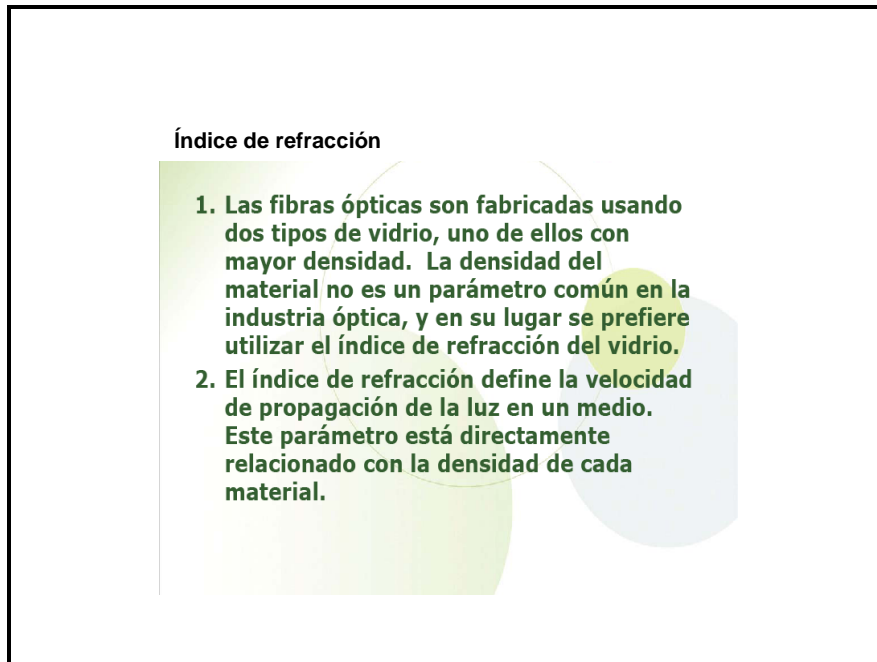 Índice de refracción
1. Las fibras ópticas son fabricadas usando
dos tipos de vidrio, uno de ellos con
mayor densidad. La densidad del
material no es un parámetro común en la
industria óptica, y en su lugar se prefiere
utilizar el índice de refracción del vidrio.
2. El índice de refracción define la velocidad
de propagación de la luz en un medio.
Este parámetro está directamente
relacionado con la densidad de cada
material.